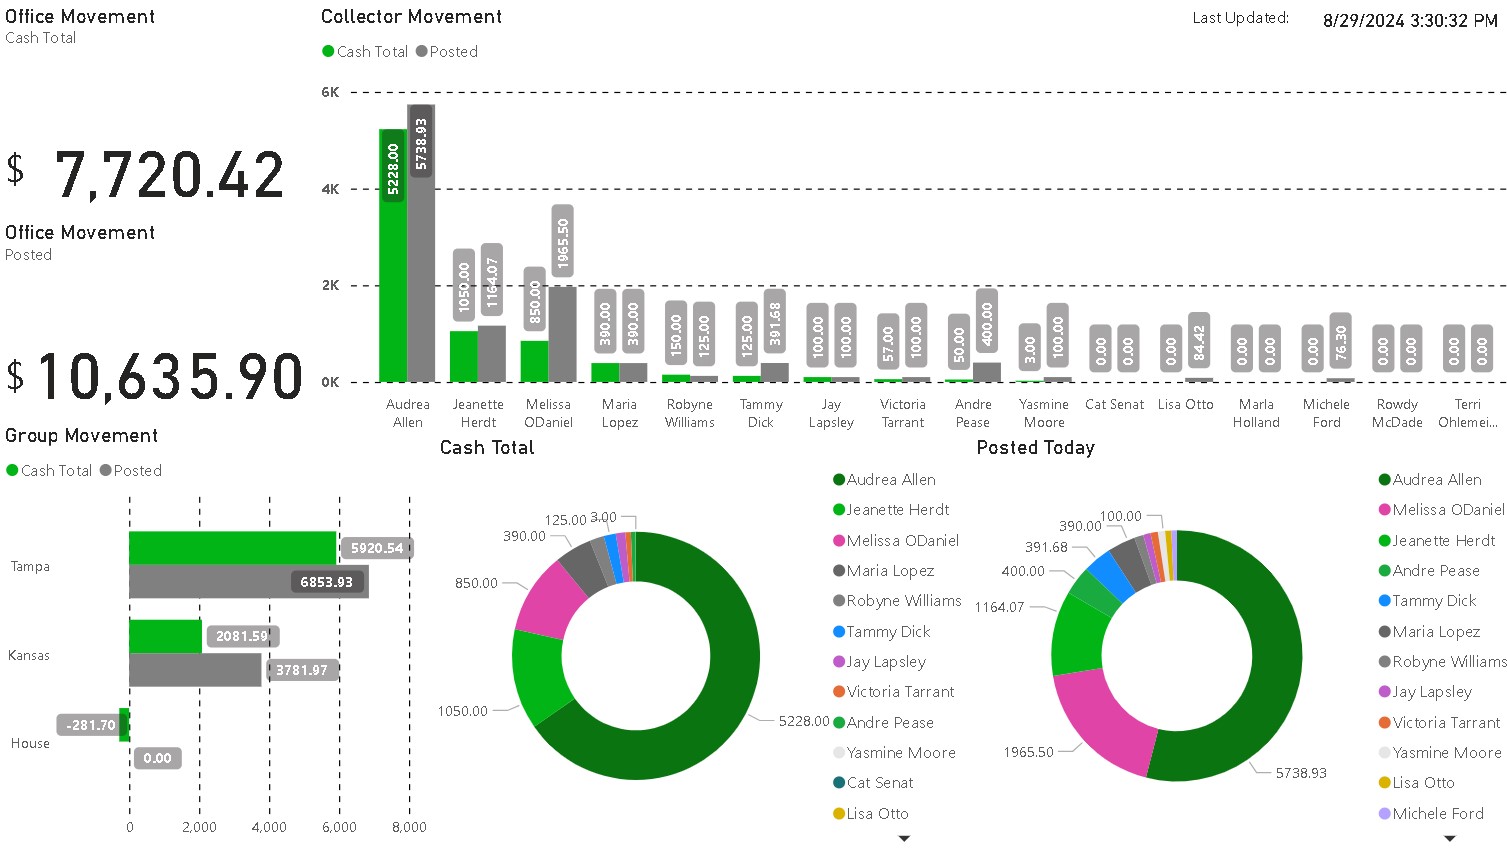 Office Movement
Cash Total
$ 7,720.42
Office Movement
Posted
$ 10,635.90
Collector Movement
Cash Total Posted
Last Updated: 8/29/2024 3:30:32 PM
6K
4K
2K
0K
5228.00 5738.93
1050.00 1164.07
850.00 1965.50
390.00 390.00
150.00 125.00
125.00 391.68
100.00 100.00
57.00 100.00
50.00 400.00
3.00 100.00
0.00 0.00
0.00 84.42
0.00 0.00
0.00 76.30
0.00 0.00
0.00 0.00
Audrea Allen
Jeanette Herdt
Melissa ODaniel
Maria Lopez
Robyne Williams
Tammy Dick
Jay Lapsley
Victoria Tarrant
Andre Pease
Yasmine Moore
Cat Senat
Lisa Otto
Marla Holland
Michele Ford
Rowdy McDade
Terri Ohlemei...
Group Movement
Cash Total Posted
Tampa
5920.54
6853.93
Kansas
2081.59
3781.97
House
-281.70
0.00
0 2,000 4,000 6,000 8,000
Cash Total
125.00 3.00
390.00
850.00
1050.00
5228.00
Audrea Allen
Jeanette Herdt
Melissa ODaniel
Maria Lopez
Robyne Williams
Tammy Dick
Jay Lapsley
Victoria Tarrant
Andre Pease
Yasmine Moore
Cat Senat
Lisa Otto
Posted Today
100.00
390.00
391.68
400.00
1164.07
1965.50
5738.93
Audrea Allen
Melissa ODaniel
Jeanette Herdt
Andre Pease
Tammy Dick
Maria Lopez
Robyne Williams
Jay Lapsley
Victoria Tarrant
Yasmine Moore
Lisa Otto
Michele Ford